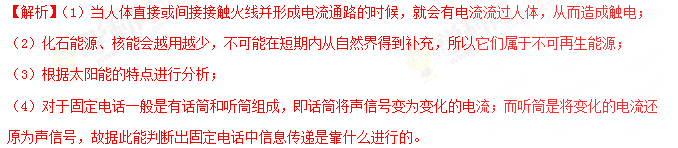 【解析】（1）当人体直接或间接接触火线并形成电流通路的时候，就会有电流流过人体，从而造成触电；
（2）化石能源、核能会越用越少，不可能在短期内从自然界得到补充，所以它们属于不可再生能源；
（3）根据太阳能的特点进行分析；
（4）对于固定电话一般是有话筒和听筒组成，即话筒将声信号变为变化的电流；而听筒是将变化的电流还
原为声信号，故据此能判断出固定电话中信息传递是靠什么进行的。